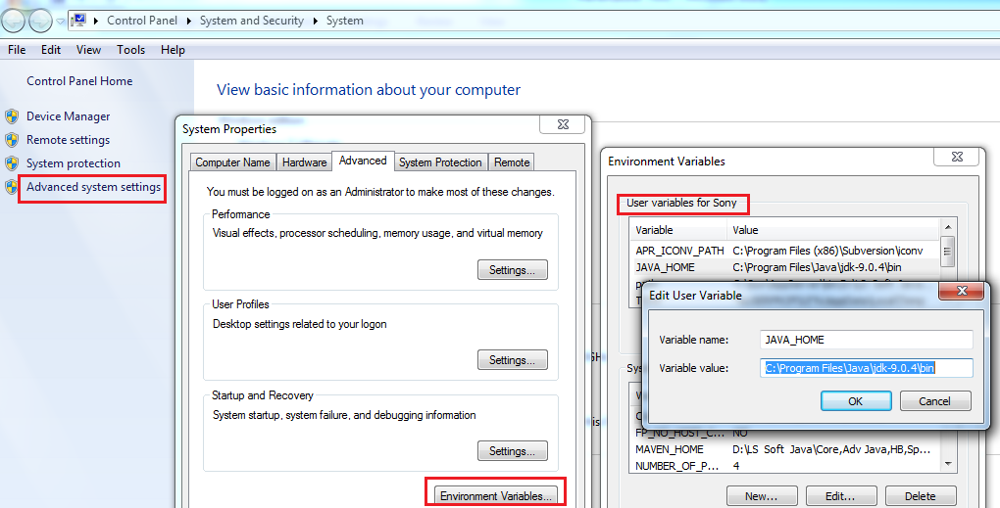 Control Panel System and Security System
File Edit View Tools Help
Control Panel Home
Device Manager
Remote settings
System protection
Advanced system settings
View basic information about your computer
System Properties
Computer Name Hardware Advanced System Protection Remote
You must be logged on as an Administrator to make most of these changes.
Performance
Visual effects, processor scheduling, memory usage, and virtual memory
Settings...
User Profiles
Desktop settings related to your logon
Settings...
Startup and Recovery
System startup, system failure, and debugging information
Settings...
Environment Variables...
Environment Variables
User variables for Sony
Variable Value
APR_ICONV_PATH C:\Program Files (x86)\Subversion\iconv
JAVA_HOME C:\Program Files\Java\jdk-9.0.4\bin
Edit User Variable
Variable name: JAVA_HOME
Variable value: C:\Program Files\Java\jdk-9.0.4\bin
OK Cancel
FP_NO_HOST_C... NO
MAVEN_HOME D:\LS Soft Java\Core,Adv Java,HB,Sp...
NUMBER_OF_P... 4
New... Edit... Delete